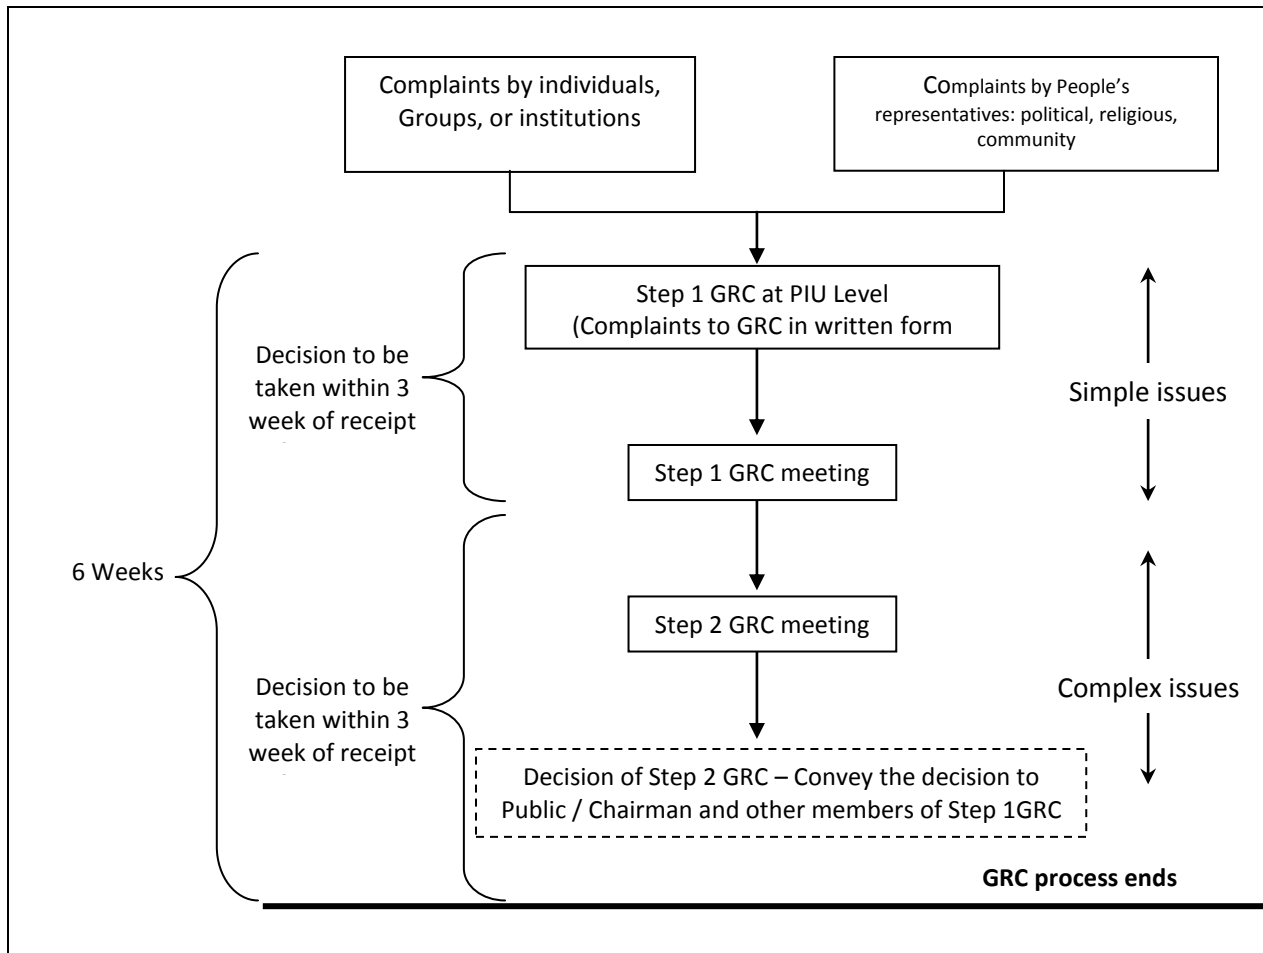 Complaints by individuals,
Groups, or institutions
Complaints by People's
representatives: political, religious,
community
Step 1 GRC at PIU Level
(Complaints to GRC in written form
Decision to be
taken within 3
week of receipt
Simple issues
Step 1 GRC meeting
6 Weeks
Step 2 GRC meeting
Decision to be
taken within 3
week of receipt
Complex issues
Decision of Step 2 GRC – Convey the decision to
Public / Chairman and other members of Step 1GRC
GRC process ends